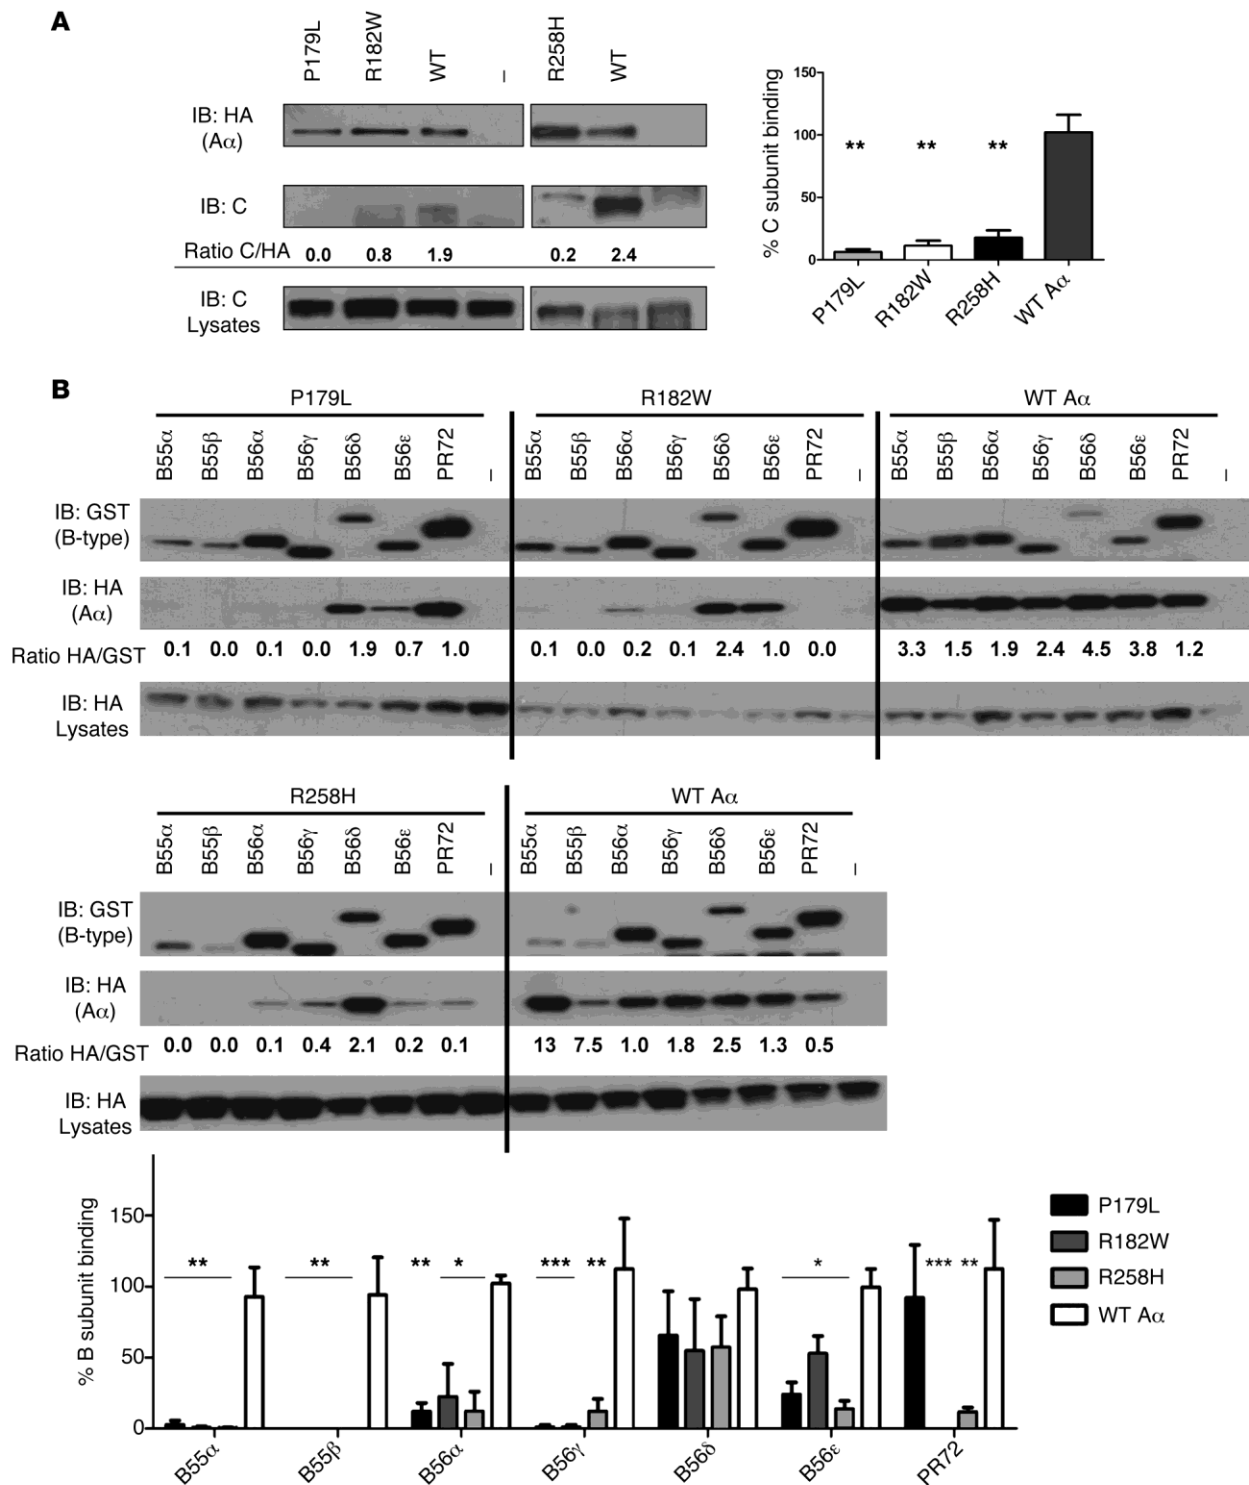 A
P179L R182W WT – R258H WT
IB: HA
(Aα)
IB: C
Ratio C/HA 0.0 0.8 1.9 0.2 2.4
IB: C
Lysates
% C subunit binding
150
100
50
0
** ** **
P179L R182W R258H WT Aα
B
P179L R182W WT Aα
B55α B55β B56α B56γ B56δ B56ε PR72 – B55α B55β B56α B56γ B56δ B56ε PR72 – B55α B55β B56α B56γ B56δ B56ε PR72 –
IB: GST
(B-type)
IB: HA
(Aα)
Ratio HA/GST 0.1 0.0 0.1 0.0 1.9 0.7 1.0 0.1 0.0 0.2 0.1 2.4 1.0 0.0 3.3 1.5 1.9 2.4 4.5 3.8 1.2
IB: HA
Lysates
R258H WT Aα
B55α B55β B56α B56γ B56δ B56ε PR72 – B55α B55β B56α B56γ B56δ B56ε PR72 –
IB: GST
(B-type)
IB: HA
(Aα)
Ratio HA/GST 0.0 0.0 0.1 0.4 2.1 0.2 0.1 13 7.5 1.0 1.8 2.5 1.3 0.5
IB: HA
Lysates
% B subunit binding
150
100
50
0
** ** ** * *** ** * *** **
B55α B55β B56α B56γ B56δ B56ε PR72
P179L
R182W
R258H
WT Aα